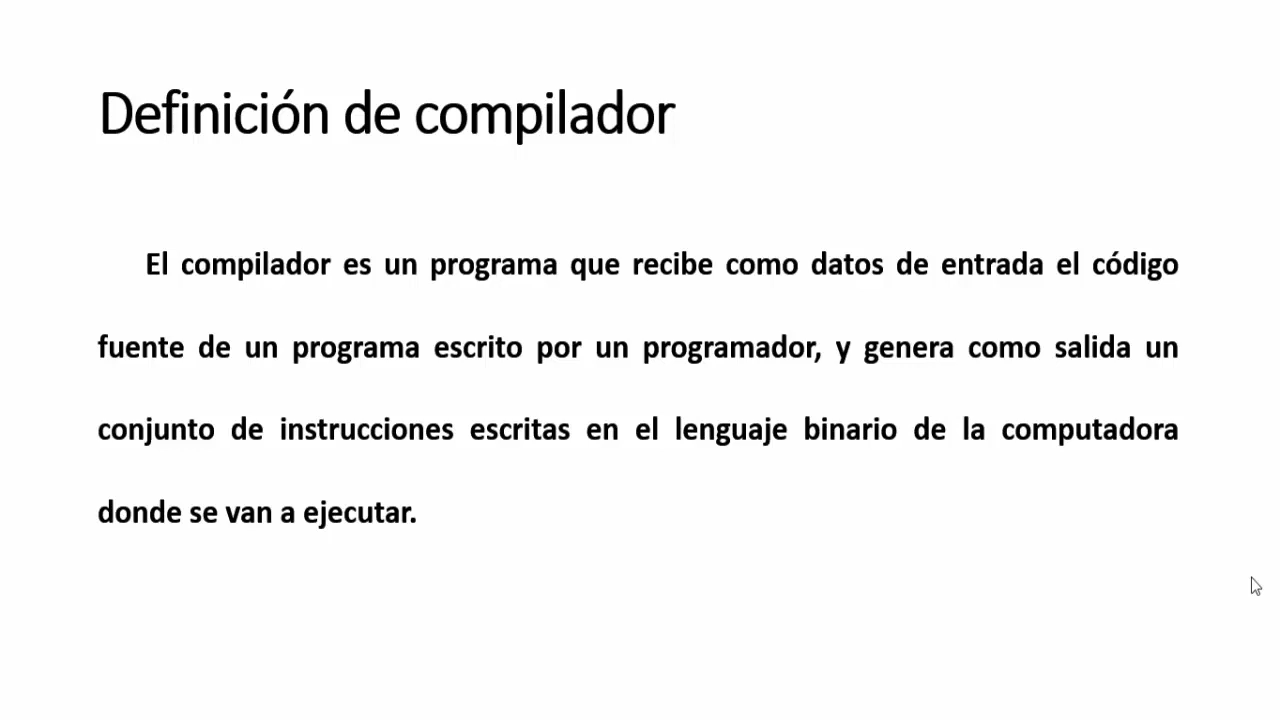 Definición de compilador
El compilador es un programa que recibe como datos de entrada el código
fuente de un programa escrito por un programador, y genera como salida un
conjunto de instrucciones escritas en el lenguaje binario de la computadora
donde se van a ejecutar.